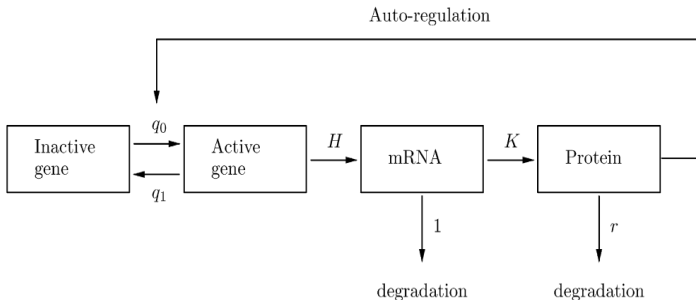 Auto-regulation
Inactive
gene
q₀
q₁
Active
gene
H
mRNA
K
Protein
1
r
degradation
degradation